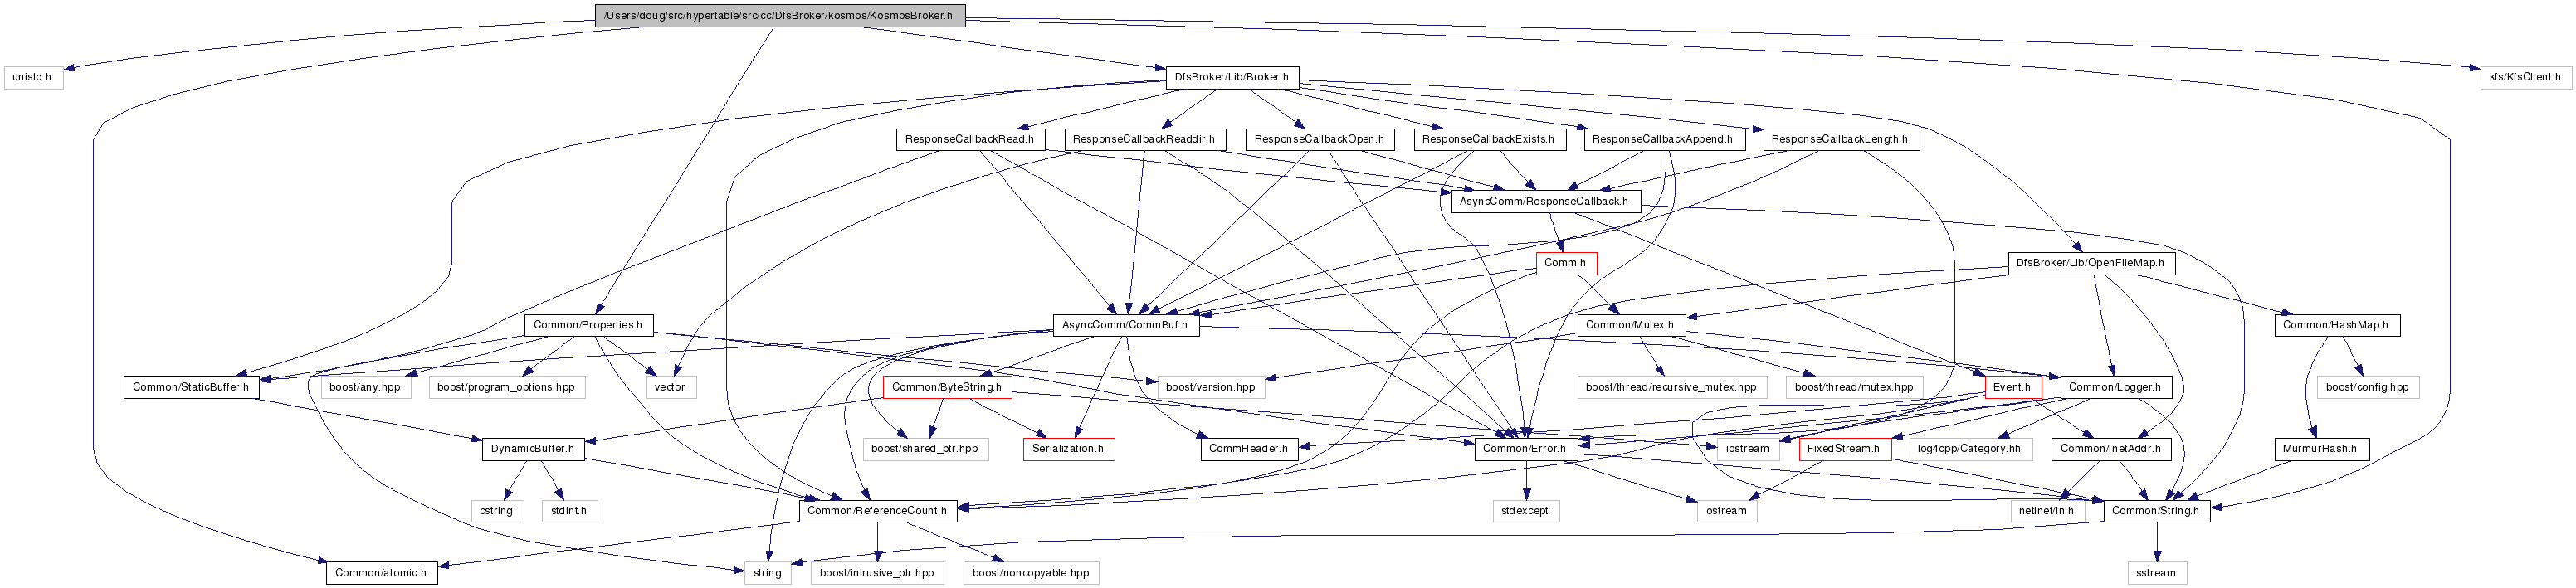 /Users/doug/src/hypertable/src/cc/DfsBroker/kosmos/KosmosBroker.h
unistd.h
DfsBroker/Lib/Broker.h
kfs/KfsClient.h
ResponseCallbackRead.h
ResponseCallbackReaddir.h
ResponseCallbackOpen.h
ResponseCallbackExists.h
ResponseCallbackAppend.h
ResponseCallbackLength.h
AsyncComm/ResponseCallback.h
Comm.h
DfsBroker/Lib/OpenFileMap.h
Common/Properties.h
AsyncComm/CommBuf.h
Common/Mutex.h
Common/HashMap.h
Common/StaticBuffer.h
boost/any.hpp
boost/program_options.hpp
vector
Common/ByteString.h
boost/version.hpp
boost/thread/recursive_mutex.hpp
boost/thread/mutex.hpp
Event.h
Common/Logger.h
boost/config.hpp
DynamicBuffer.h
boost/shared_ptr.hpp
Serialization.h
CommHeader.h
Common/Error.h
iostream
FixedStream.h
log4cpp/Category.hh
Common/InetAddr.h
MurmurHash.h
cstring
stdint.h
Common/ReferenceCount.h
stdexcept
ostream
netinet/in.h
Common/String.h
Common/atomic.h
string
boost/intrusive_ptr.hpp
boost/noncopyable.hpp
sstream